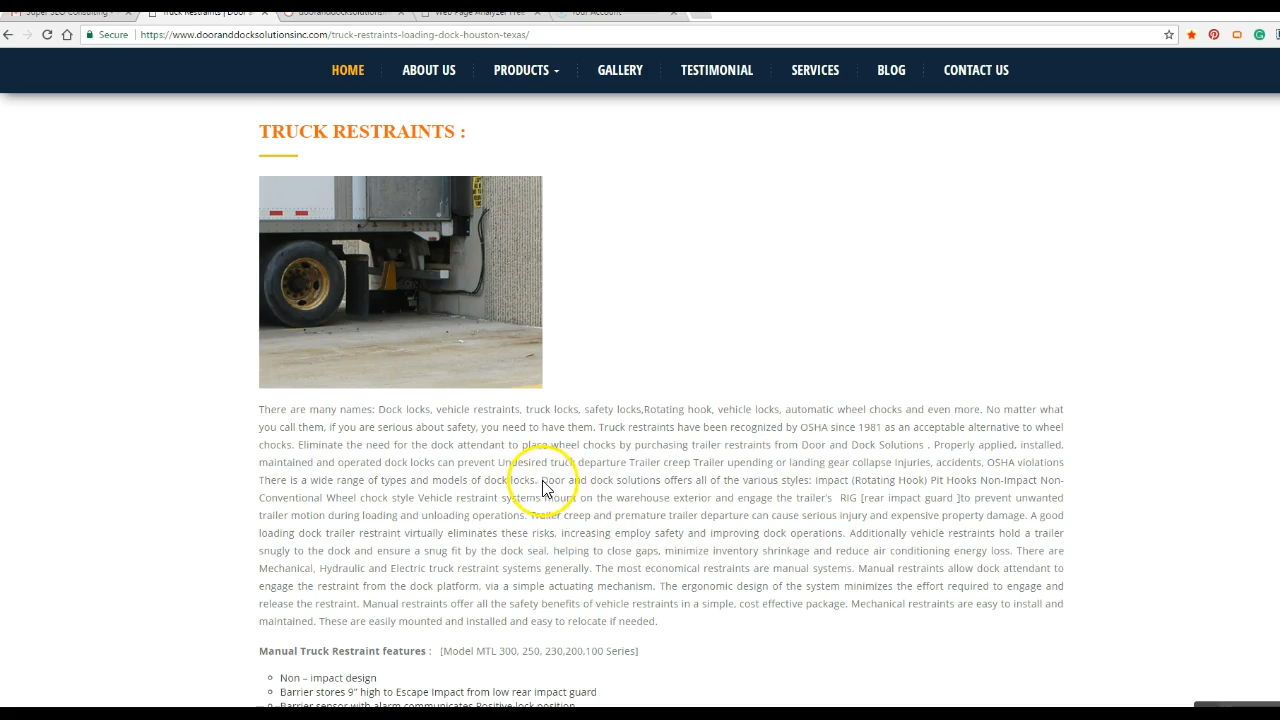 Super SEO Consulting
Truck Restraints | Door &
dooranddocksolutionsinc
Web Page Analyzer
Your Account
Secure https://www.dooranddocksolutionsinc.com/truck-restraints-loading-dock-houston-texas/
HOME ABOUT US PRODUCTS GALLERY TESTIMONIAL SERVICES BLOG CONTACT US
TRUCK RESTRAINTS :
There are many names: Dock locks, vehicle restraints, truck locks, safety locks,Rotating hook, vehicle locks, automatic wheel chocks and even more. No matter what
you call them, if you are serious about safety, you need to have them. Truck restraints have been recognized by OSHA since 1981 as an acceptable alternative to wheel
chocks. Eliminate the need for the dock attendant to place wheel chocks by purchasing trailer restraints from Door and Dock Solutions . Properly applied, installed,
maintained and operated dock locks can prevent Undesired truck departure Trailer creep Trailer upending or landing gear collapse Injuries, accidents, OSHA violations
There is a wide range of types and models of dock locks. Door and dock solutions offers all of the various styles: Impact (Rotating Hook) Pit Hooks Non-Impact Non-
Conventional Wheel chock style Vehicle restraint systems mount on the warehouse exterior and engage the trailer's RIG [rear impact guard ]to prevent unwanted
trailer motion during loading and unloading operations. Trailer creep and premature trailer departure can cause serious injury and expensive property damage. A good
loading dock trailer restraint virtually eliminates these risks, increasing employ safety and improving dock operations. Additionally vehicle restraints hold a trailer
snugly to the dock and ensure a snug fit by the dock seal, helping to close gaps, minimize inventory shrinkage and reduce air conditioning energy loss. There are
Mechanical, Hydraulic and Electric truck restraint systems generally. The most economical restraints are manual systems. Manual restraints allow dock attendant to
engage the restraint from the dock platform, via a simple actuating mechanism. The ergonomic design of the system minimizes the effort required to engage and
release the restraint. Manual restraints offer all the safety benefits of vehicle restraints in a simple, cost effective package. Mechanical restraints are easy to install and
maintained. These are easily mounted and Installed and easy to relocate if needed.
Manual Truck Restraint features : [Model MTL 300, 250, 230,200,100 Series]
Non – impact design
Barrier stores 9" high to Escape Impact from low rear impact guard
Barrier sensor with alarm communicates Positive lock position